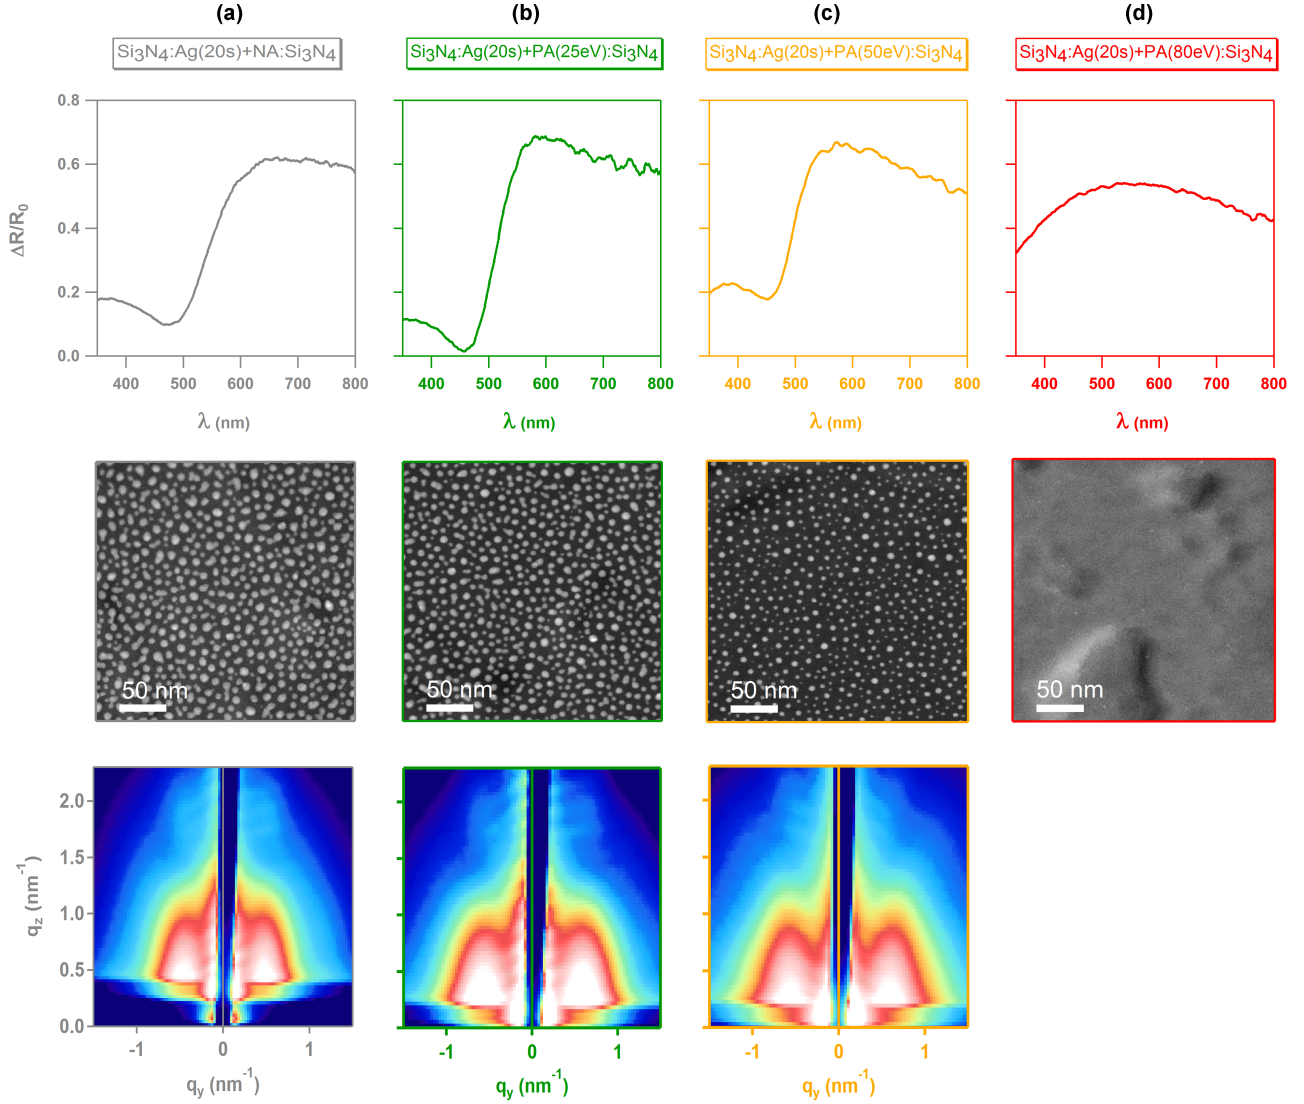 (a) (b) (c) (d)
Si3N4:Ag(20s)+NA:Si3N4 Si3N4:Ag(20s)+PA(25eV):Si3N4 Si3N4:Ag(20s)+PA(50eV):Si3N4 Si3N4:Ag(20s)+PA(80eV):Si3N4
0.8
0.6
0.4
0.2
0.0
ΔR/R0
400 500 600 700 800 400 500 600 700 800 400 500 600 700 800 400 500 600 700 800
λ (nm) λ (nm) λ (nm) λ (nm)
50 nm 50 nm 50 nm 50 nm
2.0
1.5
1.0
0.5
0.0
qz (nm-1)
-1 0 1 -1 0 1 -1 0 1
qy (nm-1) qy (nm-1) qy (nm-1)